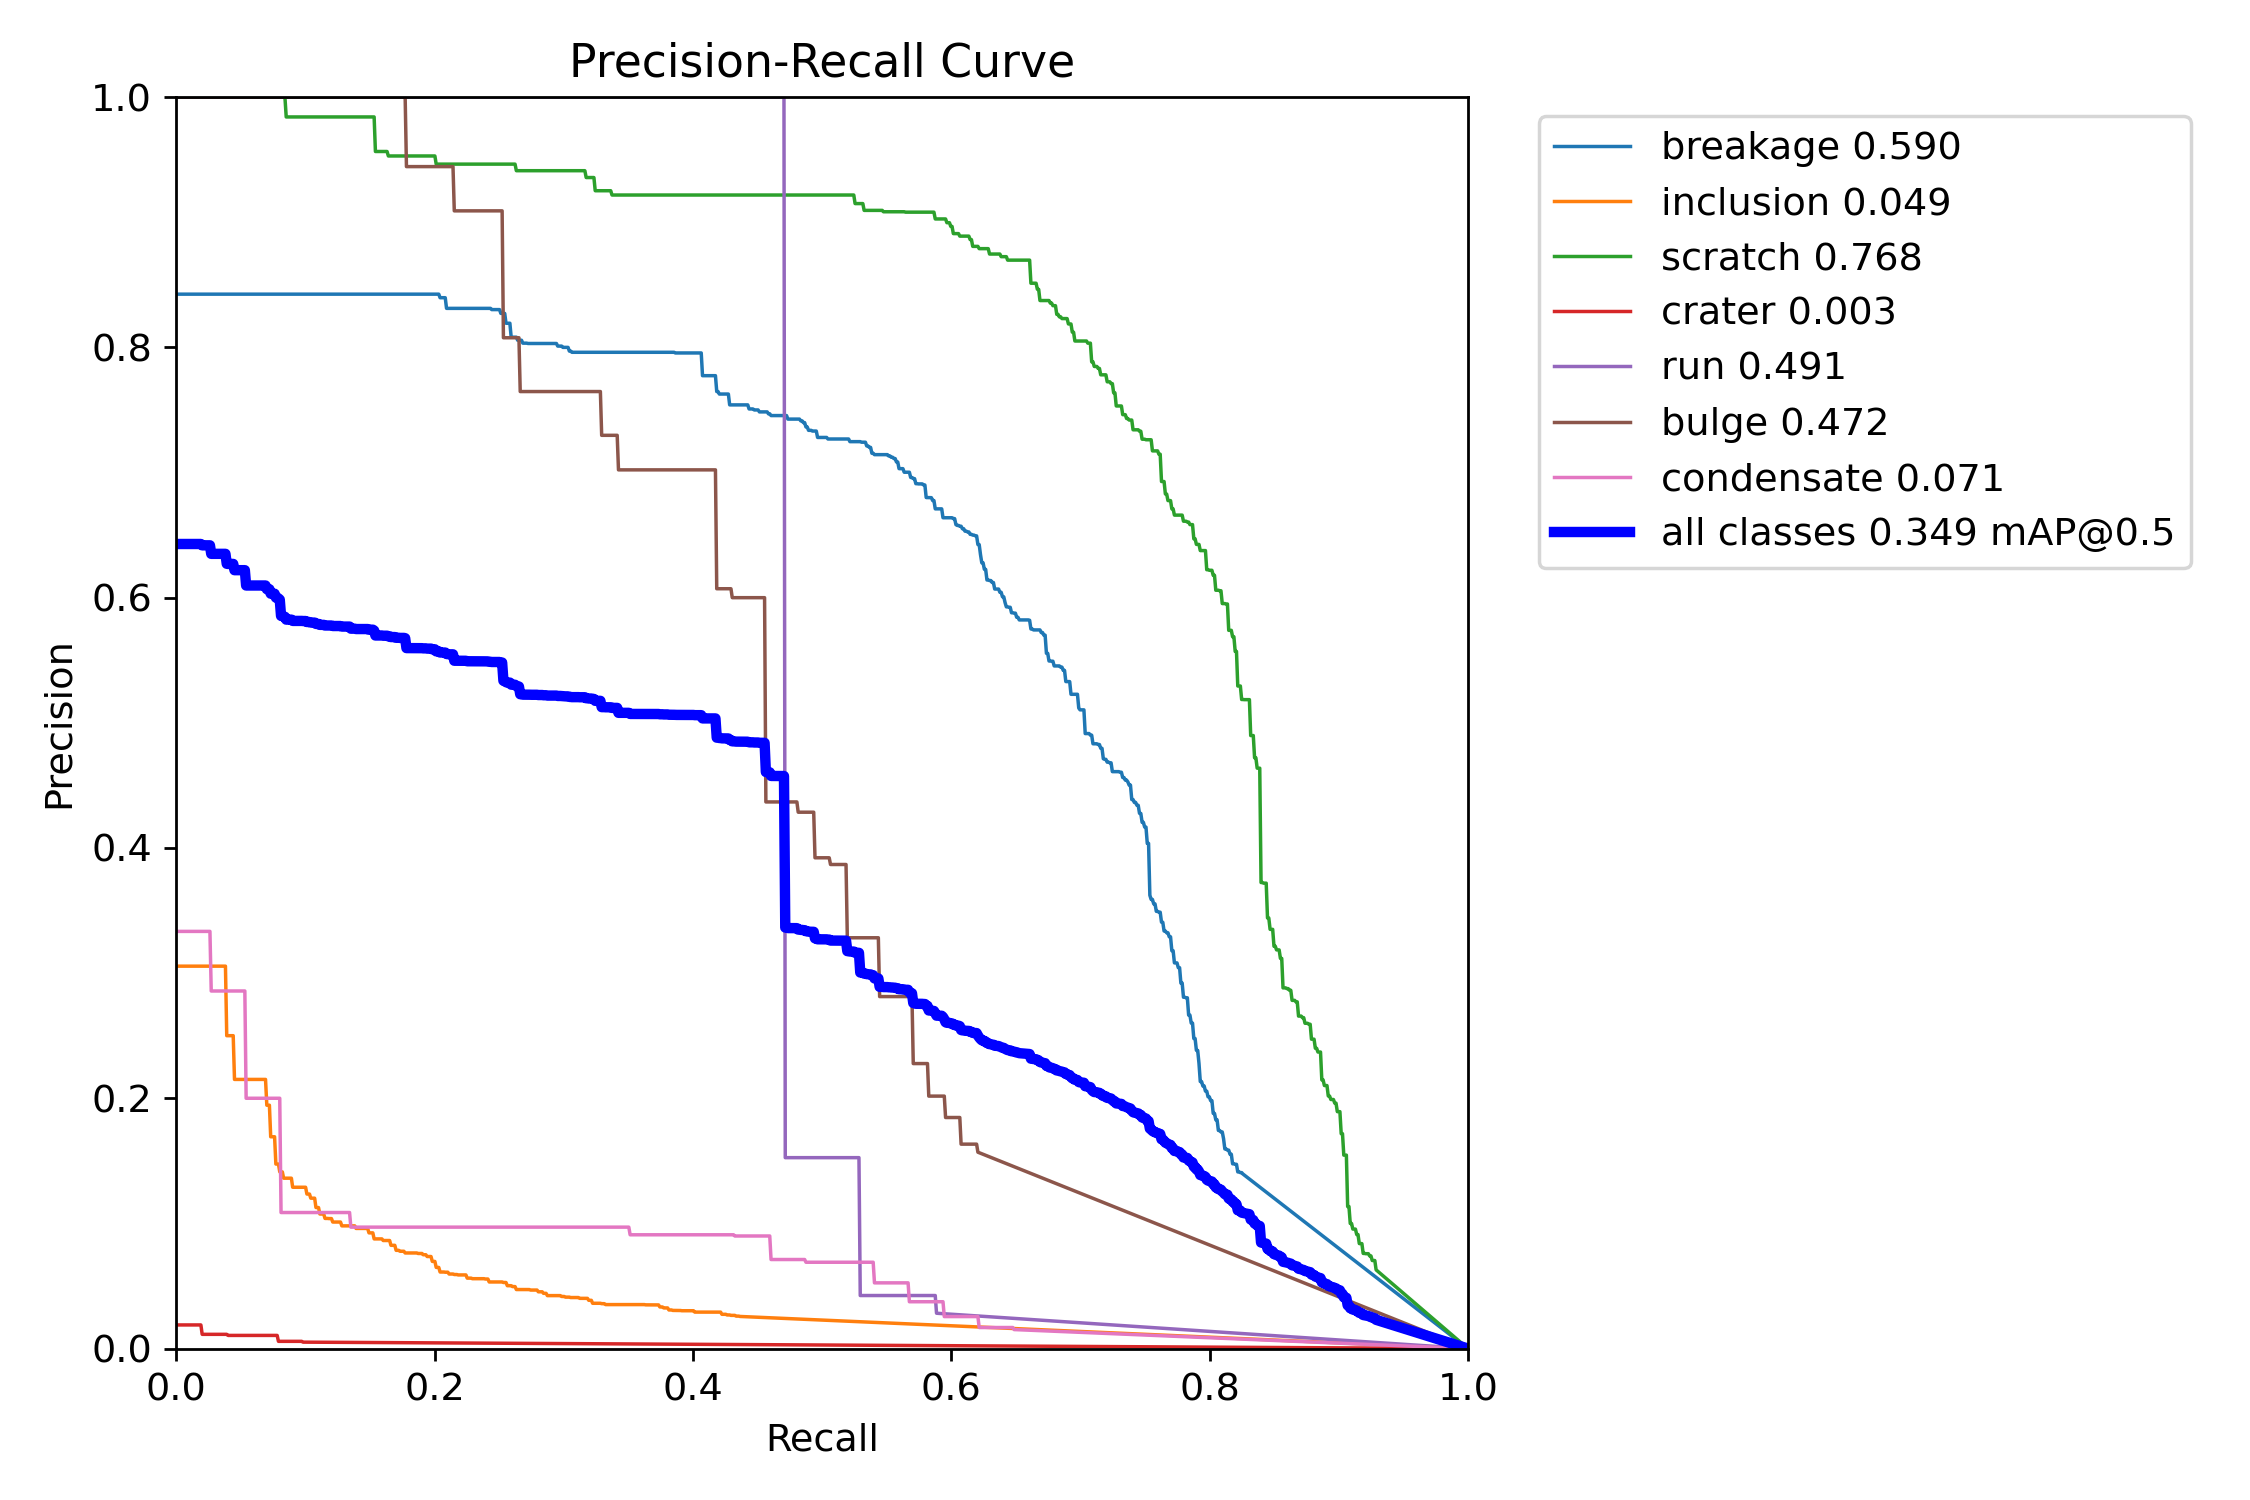 Precision-Recall Curve
1.0
0.8
0.6
0.4
0.2
0.0
Precision
0.0 0.2 0.4 0.6 0.8 1.0
Recall
breakage 0.590
inclusion 0.049
scratch 0.768
crater 0.003
run 0.491
bulge 0.472
condensate 0.071
all classes 0.349 mAP@0.5